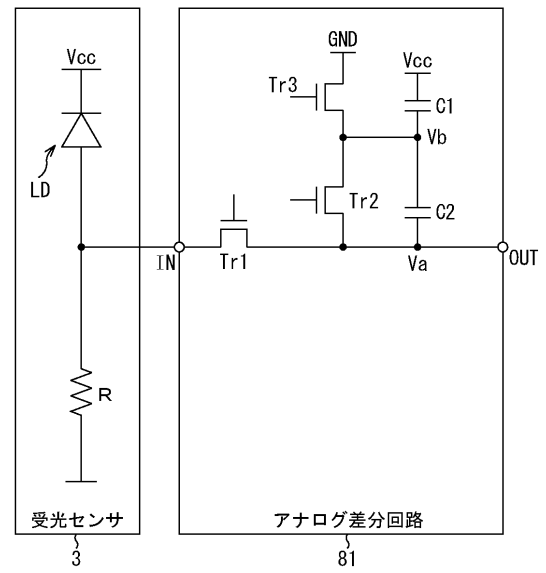 Vcc
LD
R
受光センサ
3
GND
Vcc
Tr3
C1
Vb
Tr2
C2
IN
Tr1
Va
OUT
アナログ差分回路
81